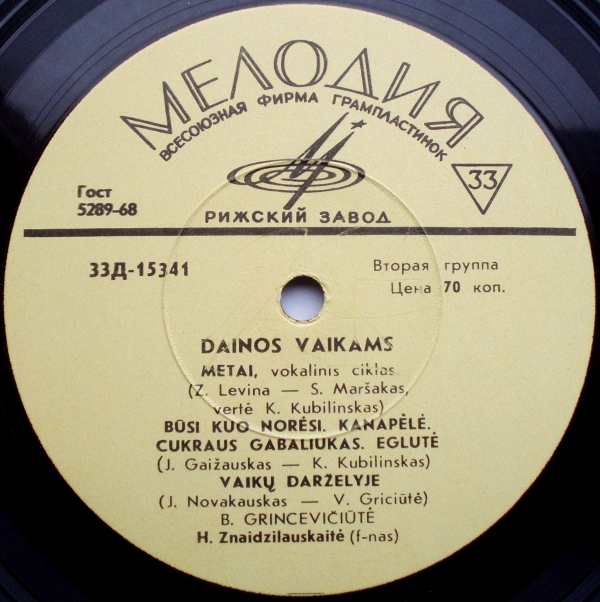 МЕЛОДИЯ
ВСЕСОЮЗНАЯ ФИРМА ГРАМПЛАСТИНОК
33
Гост
5289-68
РИЖСКИЙ ЗАВОД
33Д-15341
Вторая группа
Цена 70 коп.
DAINOS VAIKAMS
METAI, vokalinis ciklas
(Z. Levina — S. Maršakas,
vertė K. Kubilinskas)
BŪSI KUO NORĖSI. KANAPĖLĖ.
CUKRAUS GABALIUKAS. EGLUTĖ
(J. Gaižauskas — K. Kubilinskas)
VAIKŲ DARŽELYJE
(J. Novakauskas — V. Griciūtė)
B. GRINCEVIČIŪTĖ
H. Znaidzilauskaitė (f-nas)